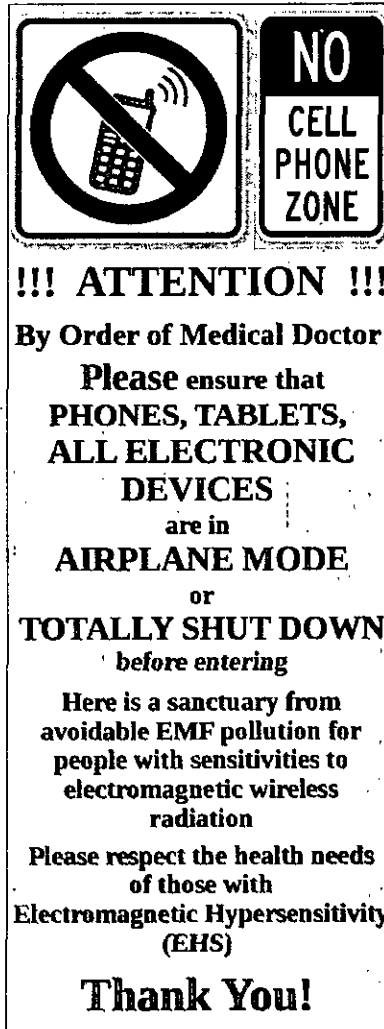 NO
CELL
PHONE
ZONE
!!! ATTENTION !!!
By Order of Medical Doctor
Please ensure that
PHONES, TABLETS,
ALL ELECTRONIC
DEVICES
are in
AIRPLANE MODE
or
TOTALLY SHUT DOWN
before entering
Here is a sanctuary from
avoidable EMF pollution for
people with sensitivities to
electromagnetic wireless
radiation
Please respect the health needs
of those with
Electromagnetic Hypersensitivity
(EHS)
Thank You!